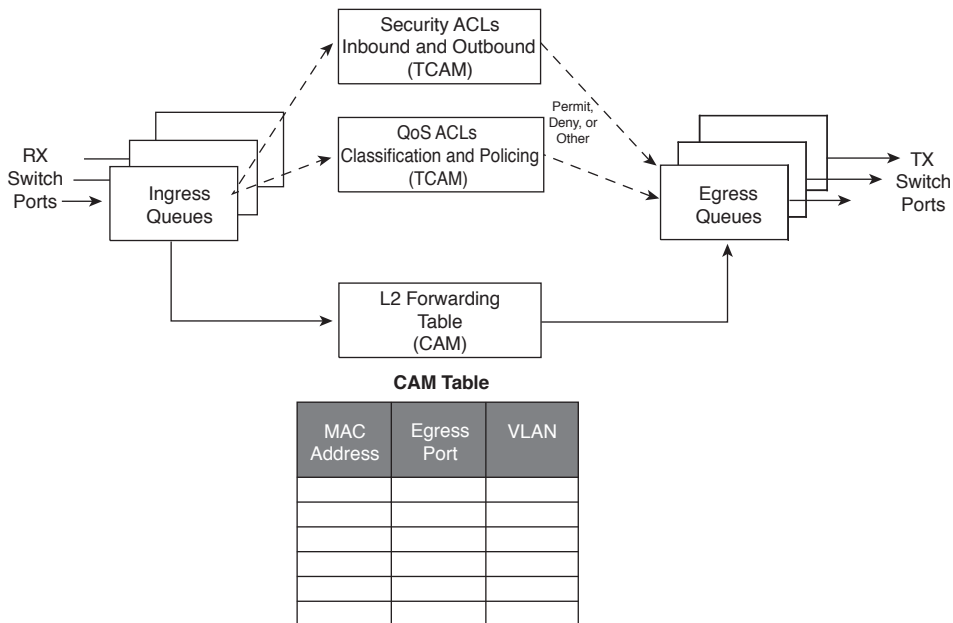 Security ACLs
Inbound and Outbound
(TCAM)
Permit,
Deny, or
Other
QoS ACLs
Classification and Policing
(TCAM)
RX
Switch
Ports
Ingress
Queues
Egress
Queues
TX
Switch
Ports
L2 Forwarding
Table
(CAM)
CAM Table
MAC
Address
Egress
Port
VLAN